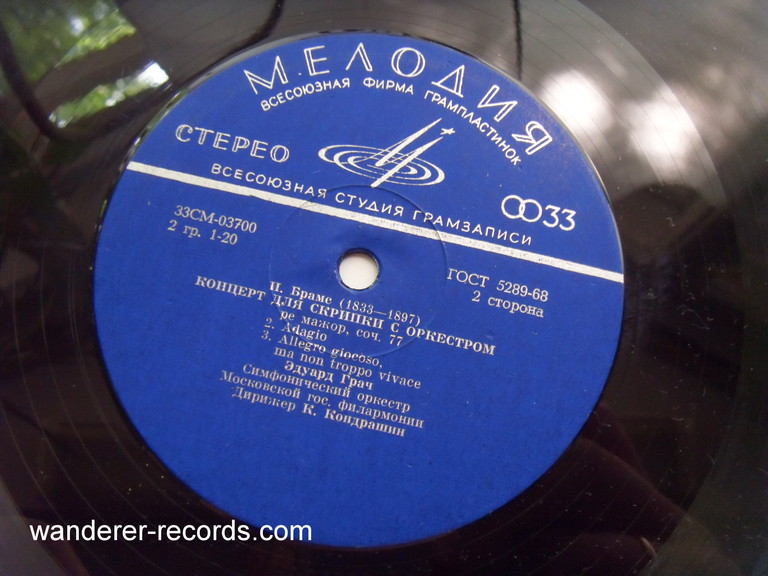 МЕЛОДИЯ
ВСЕСОЮЗНАЯ ФИРМА ГРАМПЛАСТИНОК
СТЕРЕО
ВСЕСОЮЗНАЯ СТУДИЯ ГРАМЗАПИСИ
33
33СМ-03700
2 гр. 1-20
ГОСТ 5289-68
2 сторона
И. Брамс (1833—1897)
КОНЦЕРТ ДЛЯ СКРИПКИ С ОРКЕСТРОМ
ре мажор, соч. 77
2. Adagio
3. Allegro giocoso,
ma non troppo vivace
Эдуард Грач
Симфонический оркестр
Московской гос. филармонии
Дирижер К. Кондрашин
wanderer-records.com